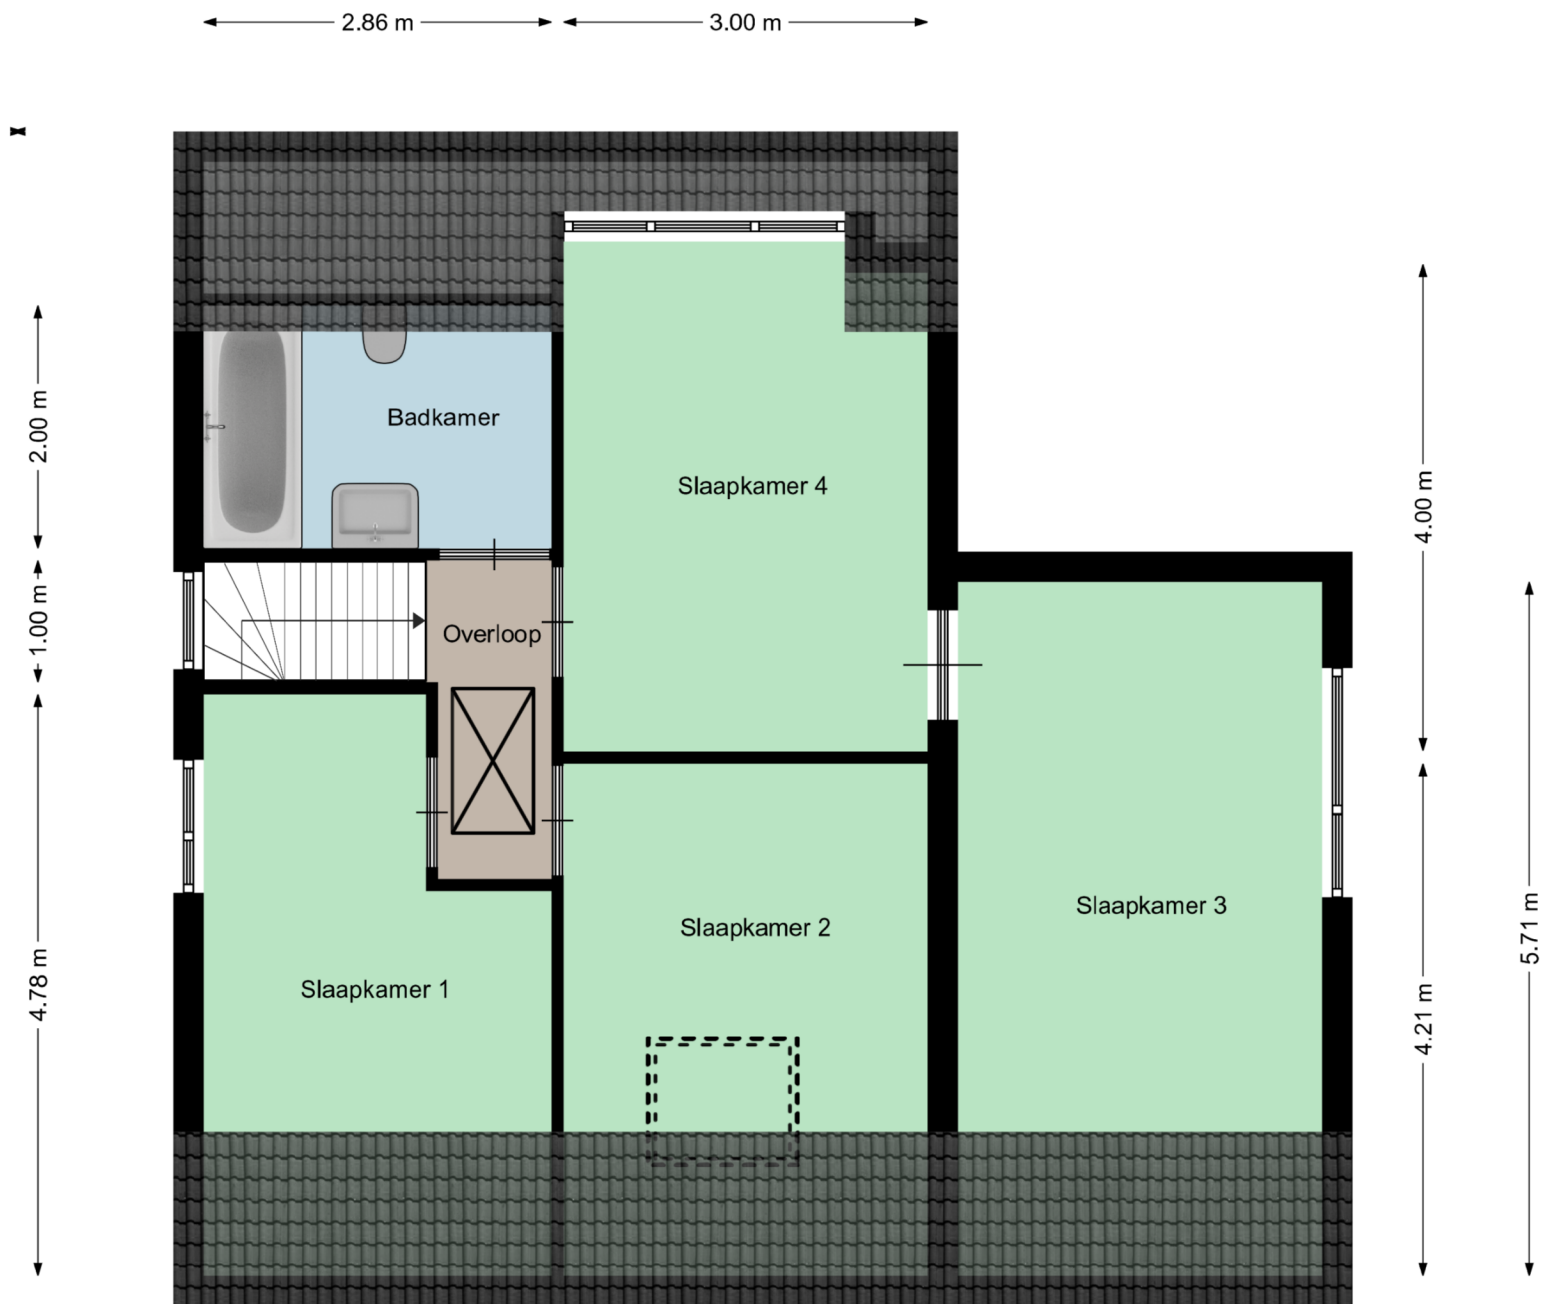 2.86 m
3.00 m
2.00 m
1.00 m
4.78 m
Badkamer
Overloop
Slaapkamer 4
Slaapkamer 3
Slaapkamer 2
Slaapkamer 1
4.00 m
4.21 m
5.71 m